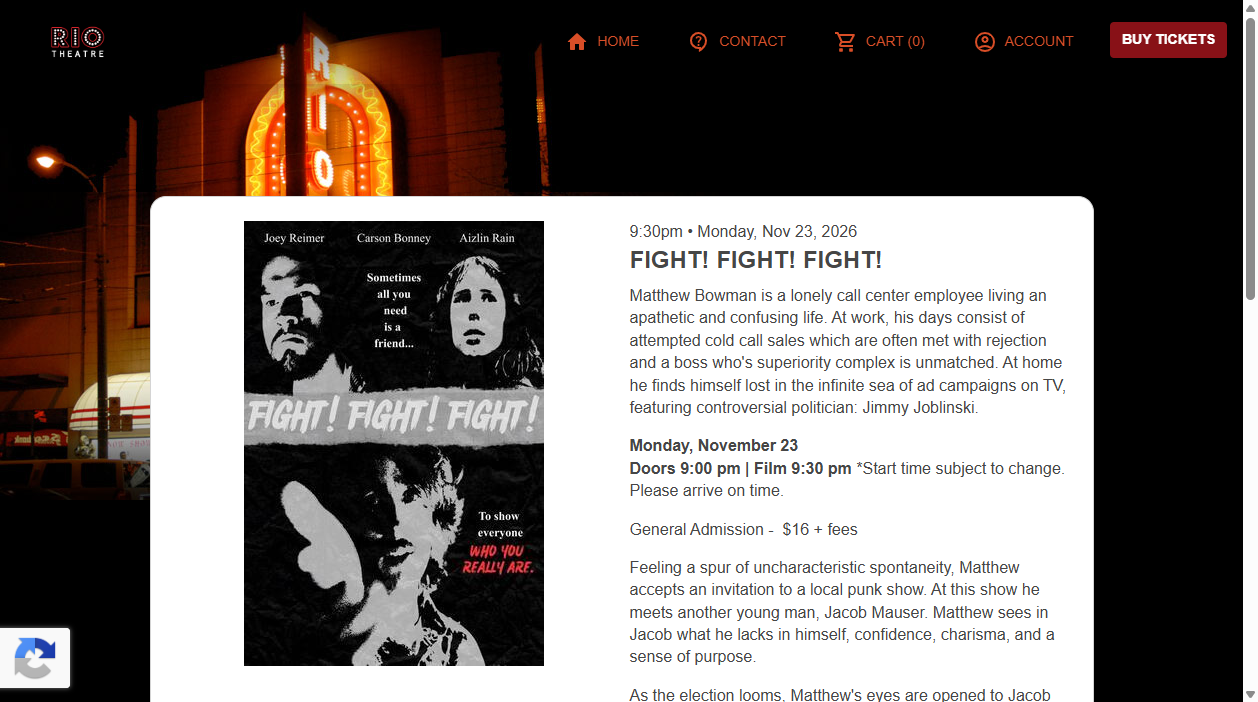 RIO
THEATRE
HOME
CONTACT
CART (0)
ACCOUNT
BUY TICKETS
RIO
Joey Reimer Carson Bonney Aizlin Rain
Sometimes
all you
need
is a
friend...
FIGHT! FIGHT! FIGHT!
To show
everyone
WHO YOU
REALLY ARE.
9:30pm • Monday, Nov 23, 2026
FIGHT! FIGHT! FIGHT!
Matthew Bowman is a lonely call center employee living an
apathetic and confusing life. At work, his days consist of
attempted cold call sales which are often met with rejection
and a boss who's superiority complex is unmatched. At home
he finds himself lost in the infinite sea of ad campaigns on TV,
featuring controversial politician: Jimmy Joblinski.
Monday, November 23
Doors 9:00 pm | Film 9:30 pm *Start time subject to change.
Please arrive on time.
General Admission -  $16 + fees
Feeling a spur of uncharacteristic spontaneity, Matthew
accepts an invitation to a local punk show. At this show he
meets another young man, Jacob Mauser. Matthew sees in
Jacob what he lacks in himself, confidence, charisma, and a
sense of purpose.
As the election looms, Matthew's eyes are opened to Jacob